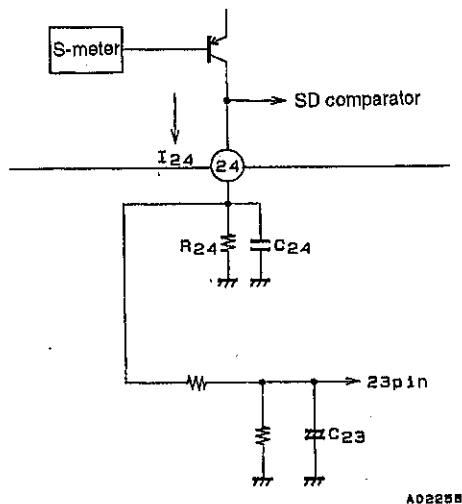 S-meter
SD comparator
I24
24
R24
C24
23pin
C23
A02258